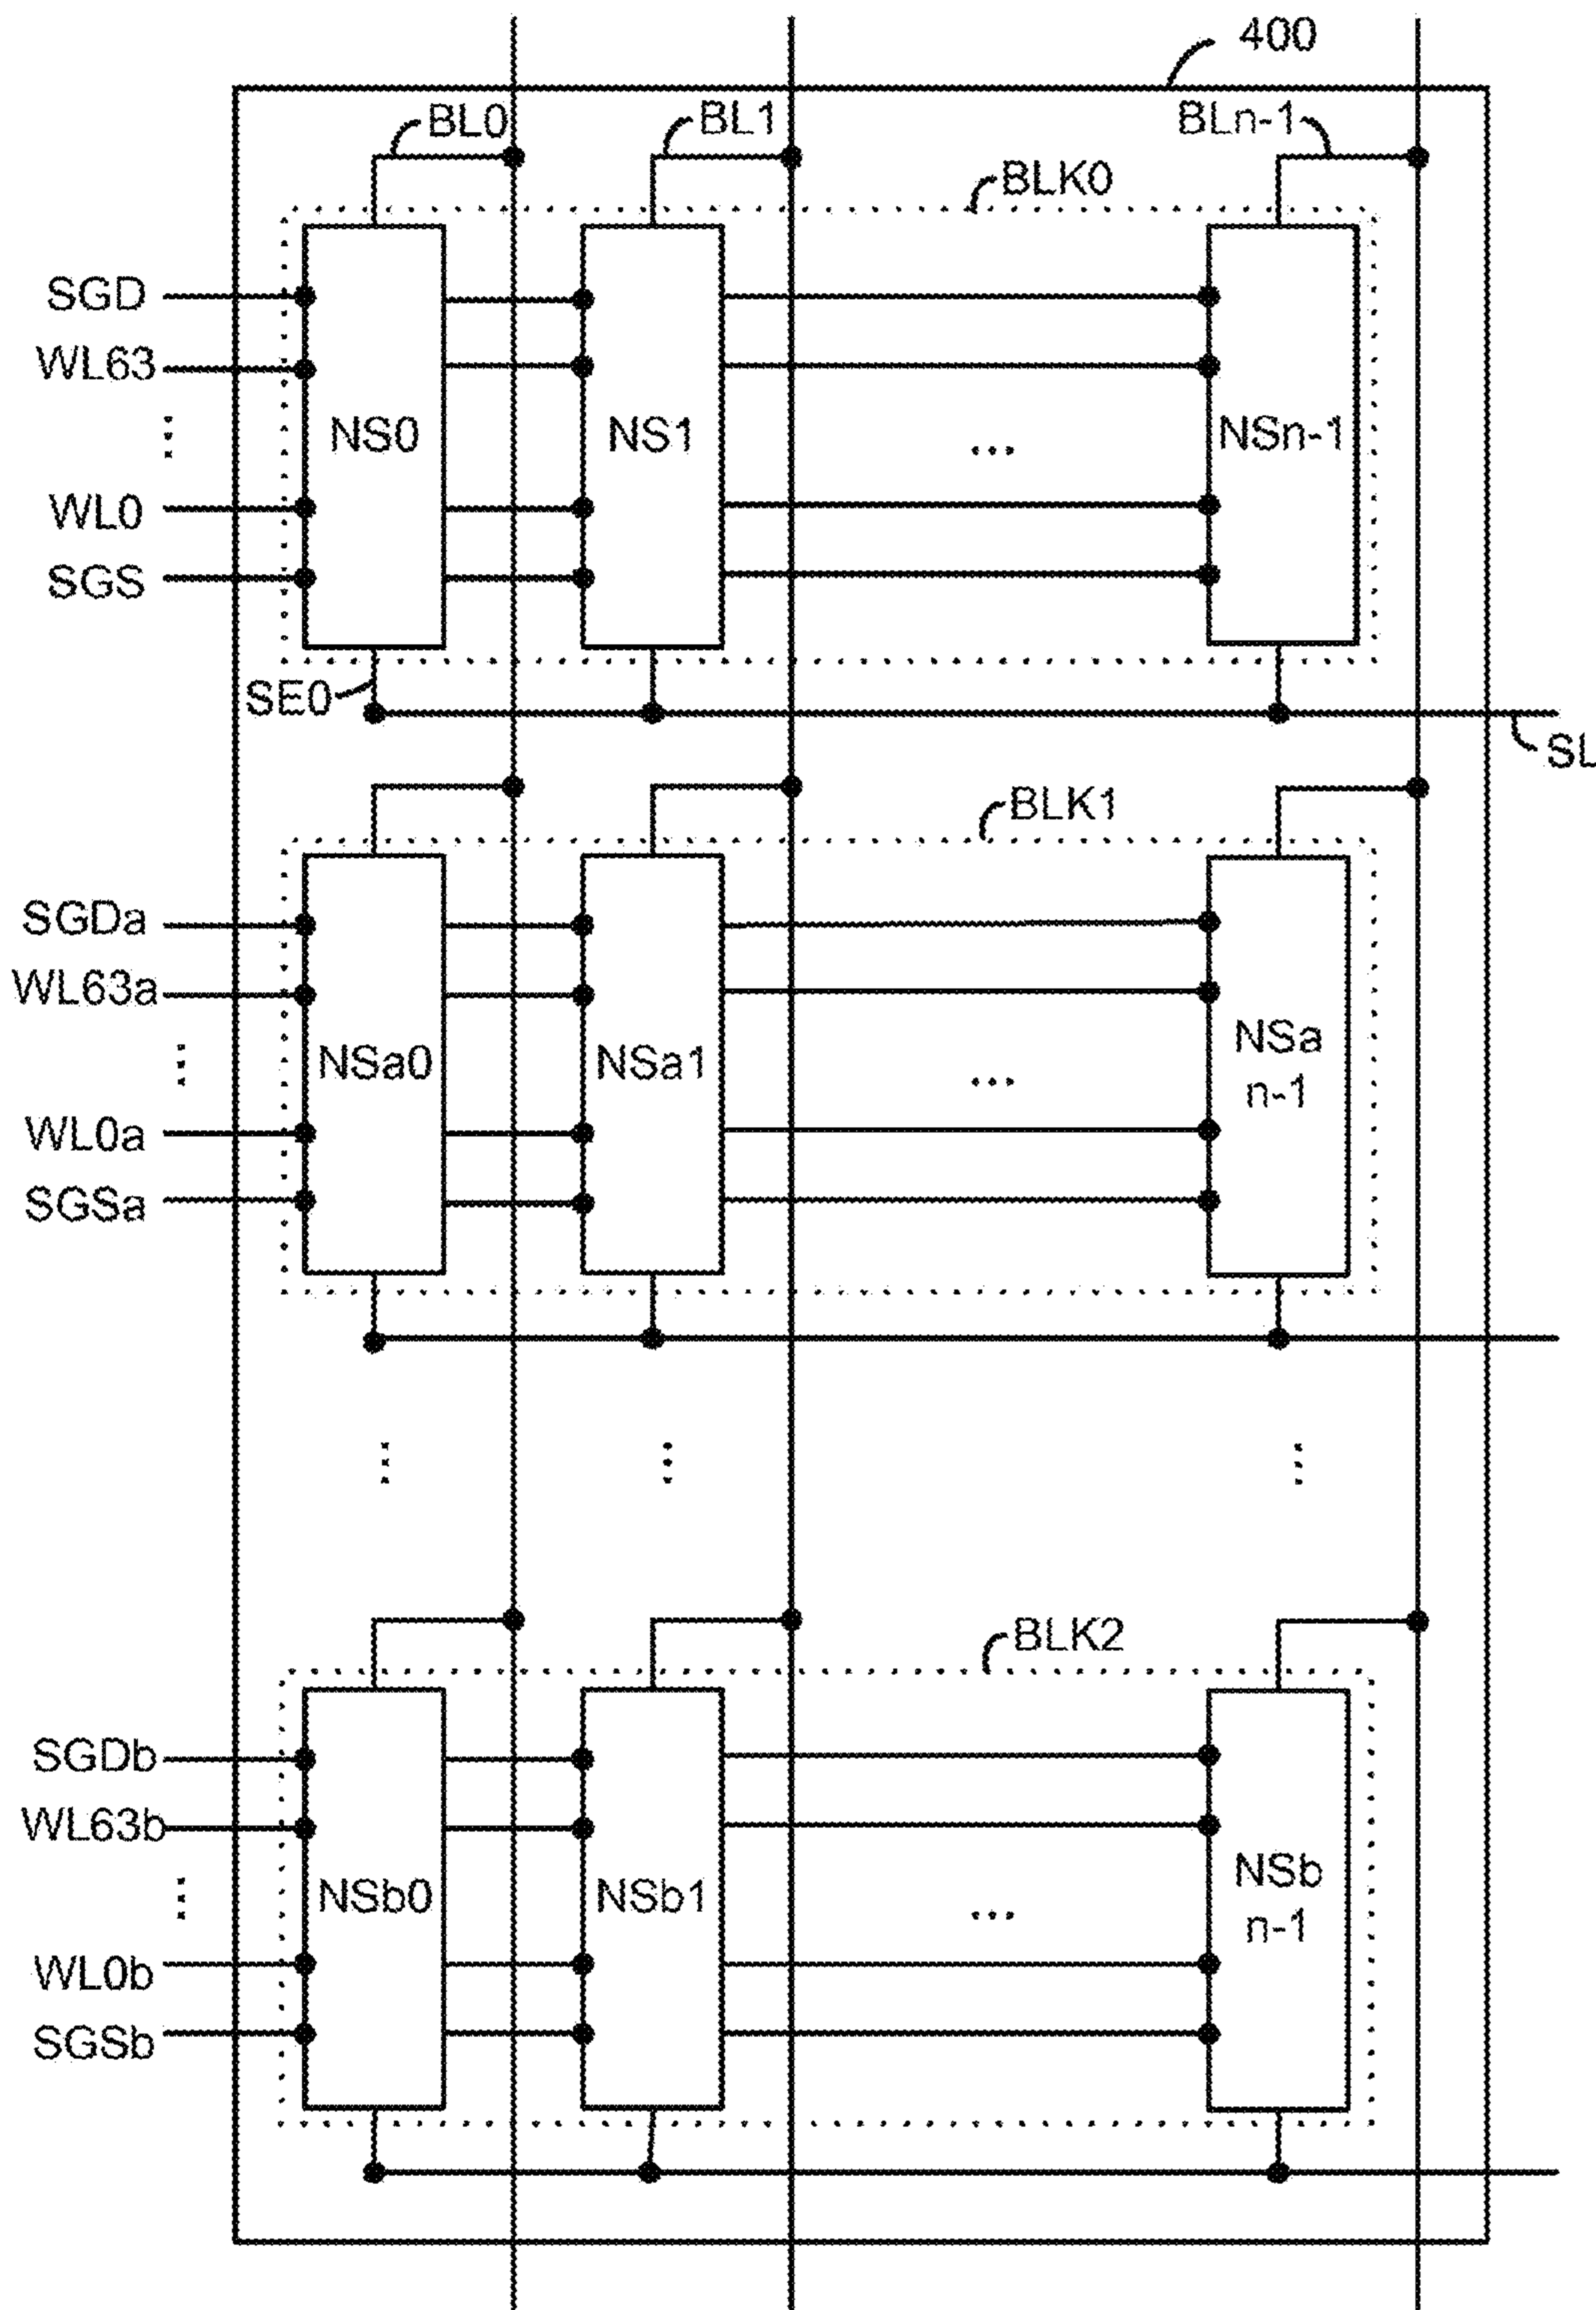 400
BL0
BL1
BLn-1
BLK0
SGD
WL63
⋮
WL0
SGS
NS0
NS1
...
NSn-1
SE0
SL
BLK1
SGDa
WL63a
⋮
WL0a
SGSa
NSa0
NSa1
...
NSa
n-1
⋮
⋮
⋮
BLK2
SGDb
WL63b
⋮
WL0b
SGSb
NSb0
NSb1
...
NSb
n-1